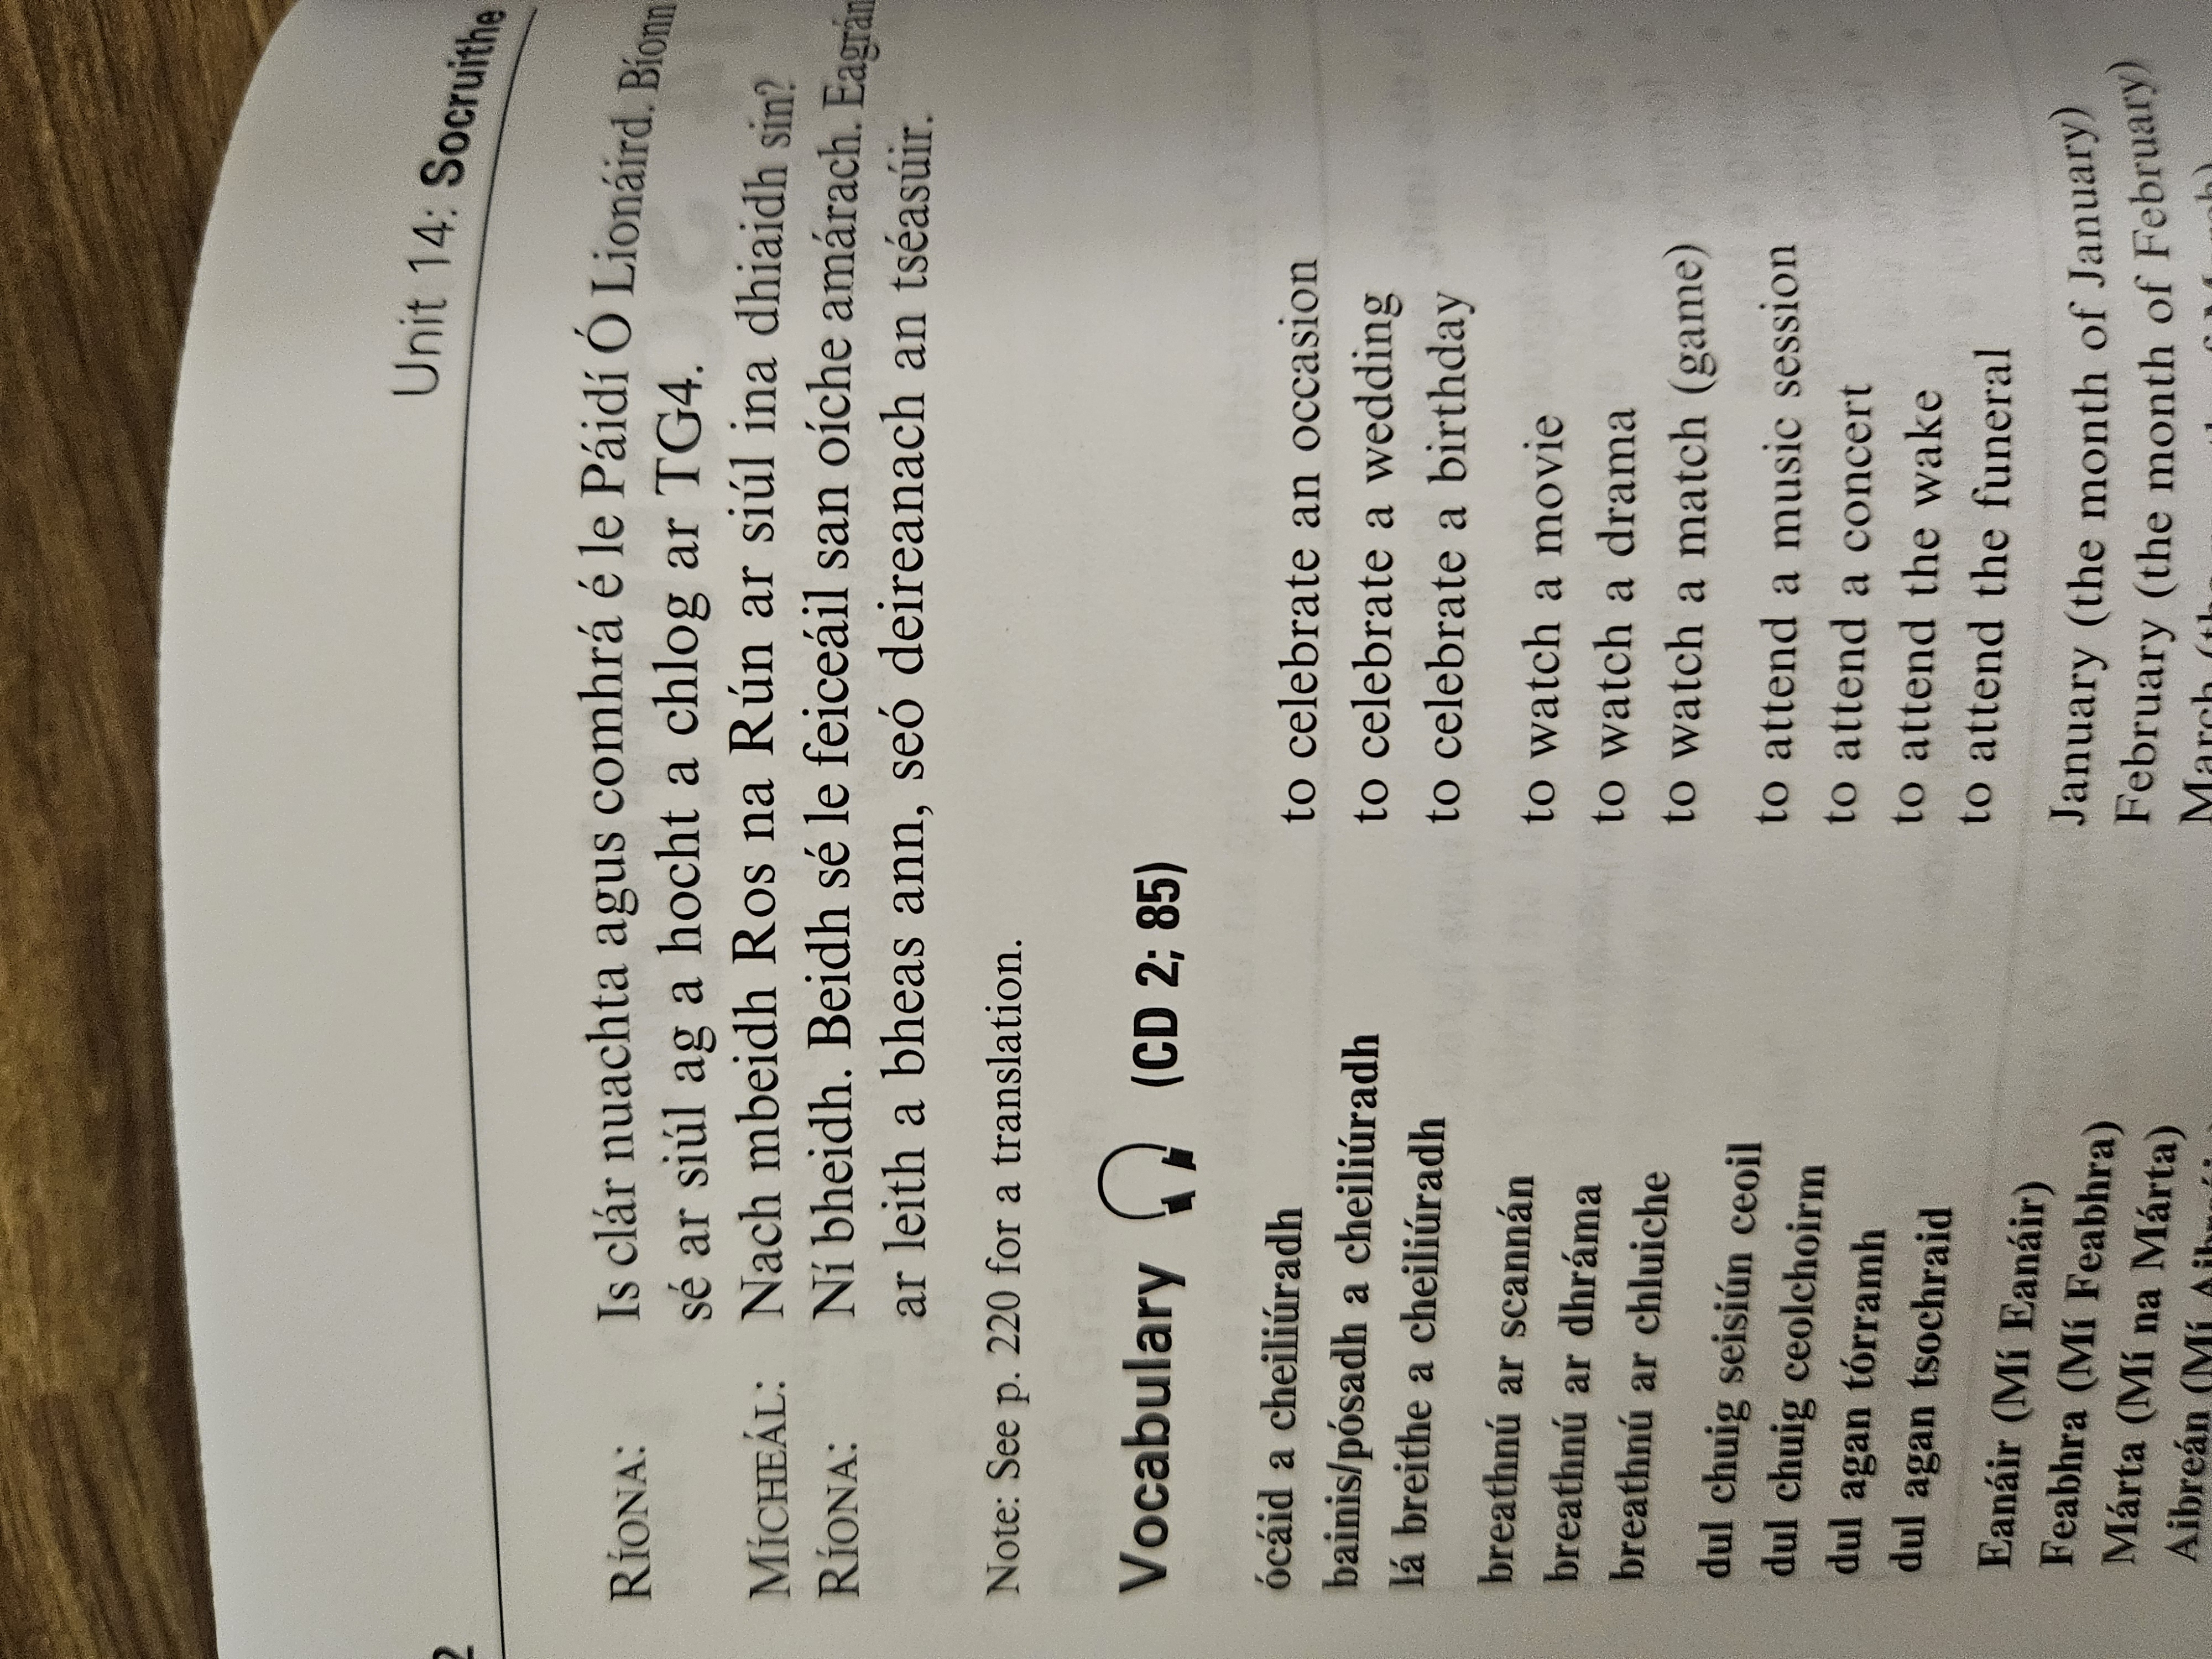 2
Unit 14: Socruithe
RÍONA: Is clár nuachta agus comhrá é le Páidí Ó Lionáird. Bíonn
sé ar siúl ag a hocht a chlog ar TG4.
MÍCHEÁL: Nach mbeidh Ros na Rún ar siúl ina dhiaidh sin?
RÍONA: Ní bheidh. Beidh sé le feiceáil san oíche amárach. Eagrán
ar leith a bheas ann, seó deireanach an tséasúir.
Note: See p. 220 for a translation.
Vocabulary (CD 2; 85)
ócáid a cheiliúradh to celebrate an occasion
bainis/pósadh a cheiliúradh to celebrate a wedding
lá breithe a cheiliúradh to celebrate a birthday
breathnú ar scannán to watch a movie
breathnú ar dhráma to watch a drama
breathnú ar chluiche to watch a match (game)
dul chuig seisiún ceoil to attend a music session
dul chuig ceolchoirm to attend a concert
dul agan tórramh to attend the wake
dul agan tsochraid to attend the funeral
Eanáir (Mí Eanáir) January (the month of January)
Feabhra (Mí Feabhra) February (the month of February)
Márta (Mí na Márta) March (the
Aibreán (Mí